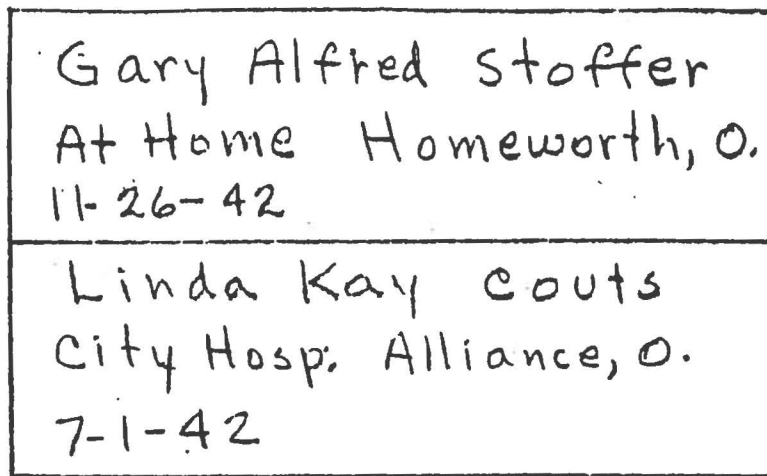 Gary Alfred Stoffer
At Home Homeworth, O.
11-26-42
Linda Kay Couts
City Hosp. Alliance, O.
7-1-42